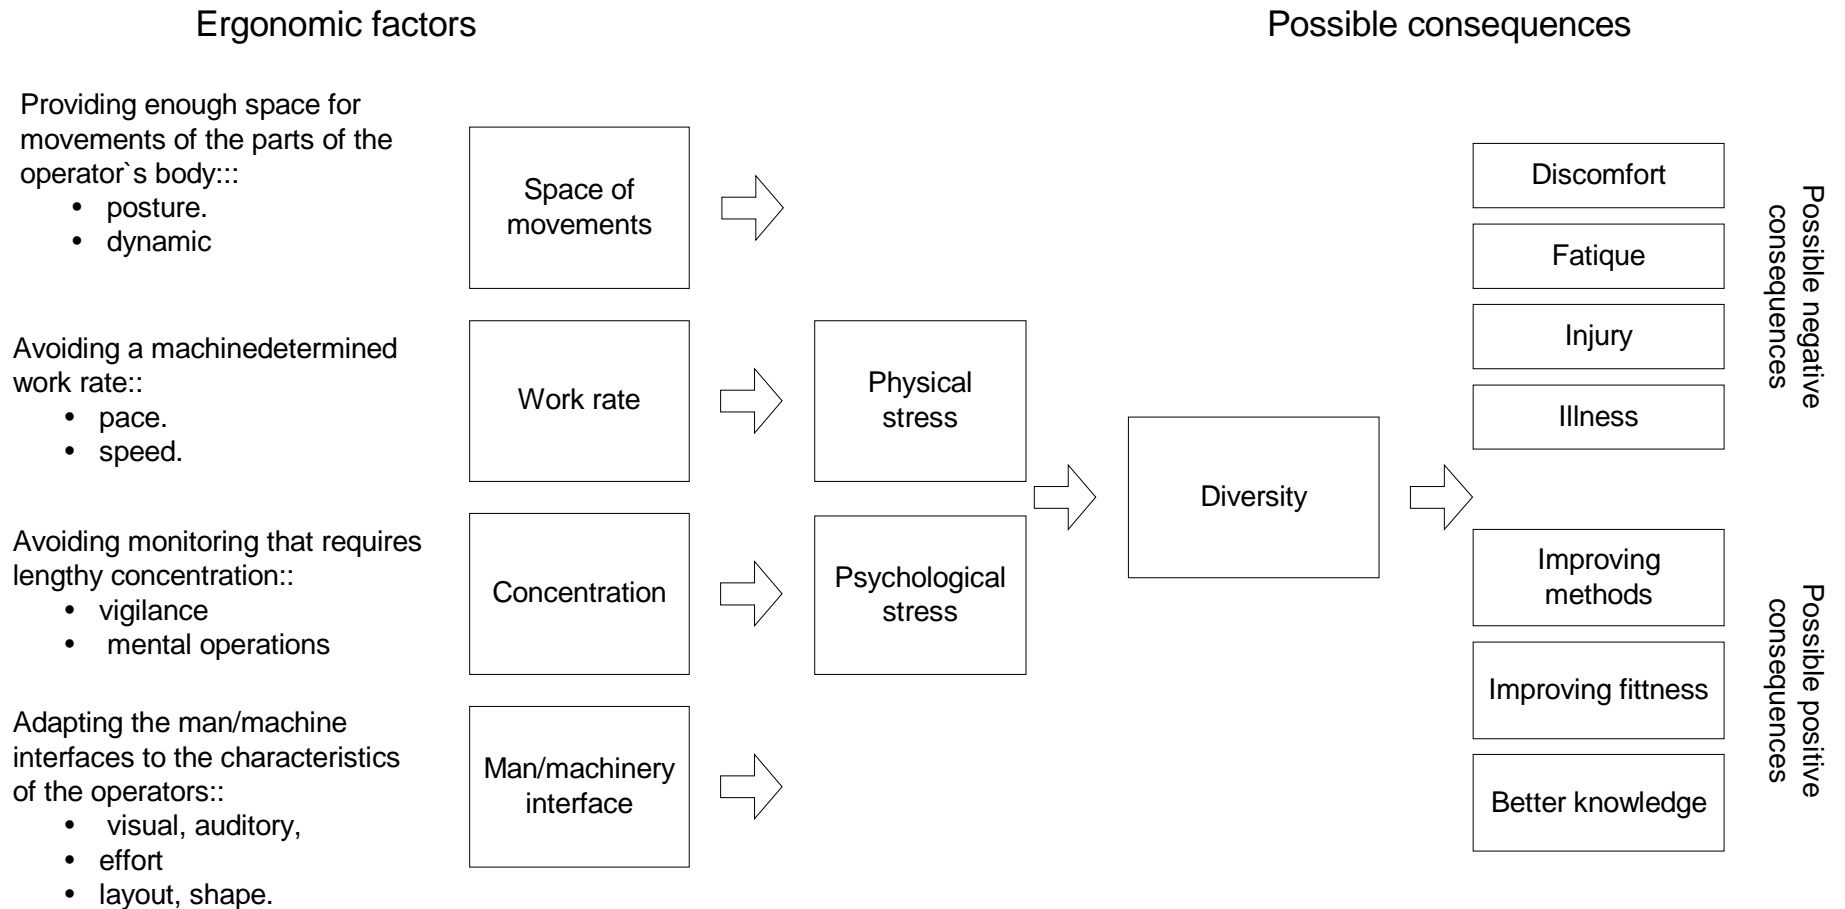 Ergonomic factors
Possible consequences
Providing enough space for
movements of the parts of the
operator`s body:::
• posture.
• dynamic
Space of
movements
Avoiding a machinedetermined
work rate::
• pace.
• speed.
Work rate
Physical
stress
Avoiding monitoring that requires
lengthy concentration::
• vigilance
• mental operations
Concentration
Psychological
stress
Adapting the man/machine
interfaces to the characteristics
of the operators::
• visual, auditory,
• effort
• layout, shape.
Man/machinery
interface
Diversity
Discomfort
Fatique
Injury
Illness
Possible negative
consequences
Improving
methods
Improving fittness
Better knowledge
Possible positive
consequences